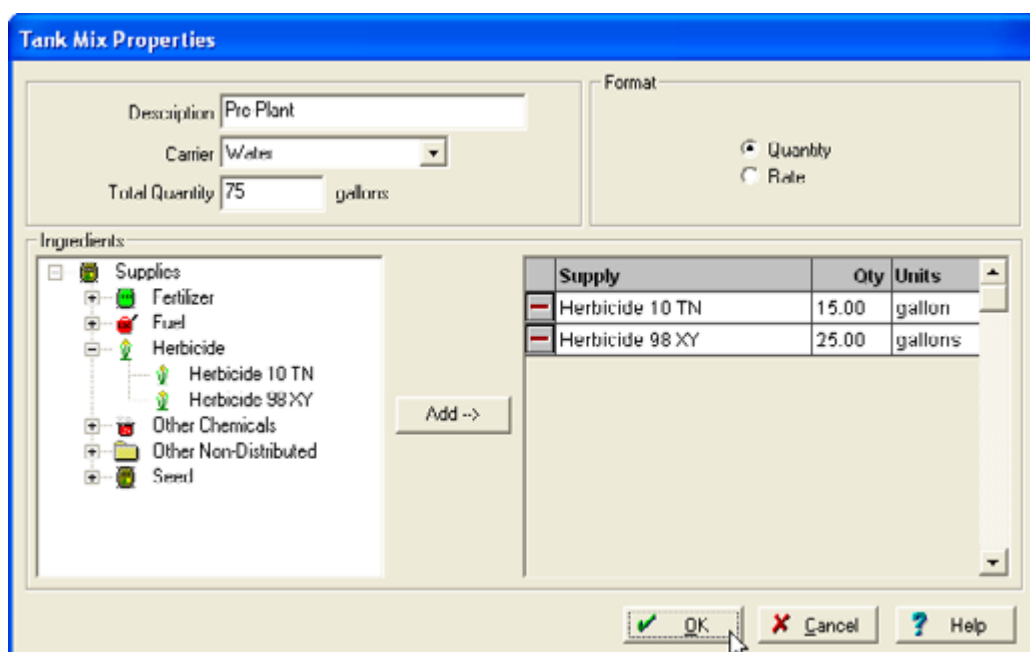 Tank Mix Properties
Description Pre Plant
Carrier Water
Total Quantity 75 gallons
Format
Quantity
Rate
Ingredients
Supplies
Fertilizer
Fuel
Herbicide
Herbicide 10 TN
Herbicide 98 XY
Other Chemicals
Other Non-Distributed
Seed
Add -->
Supply Qty Units
Herbicide 10 TN 15.00 gallon
Herbicide 98 XY 25.00 gallons
OK Cancel Help